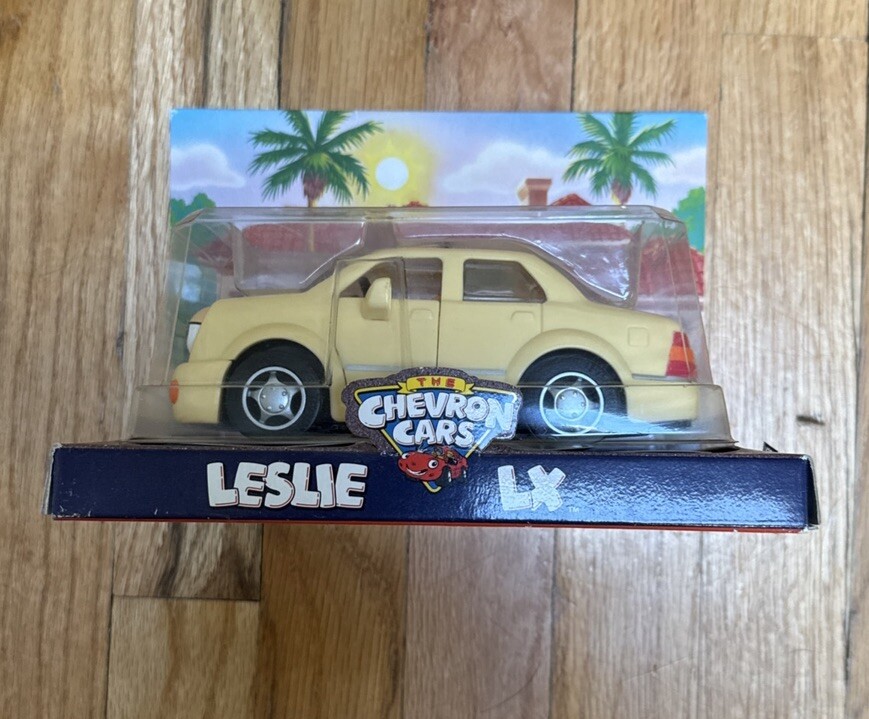 THE
CHEVRON
CARS
LESLIE LX